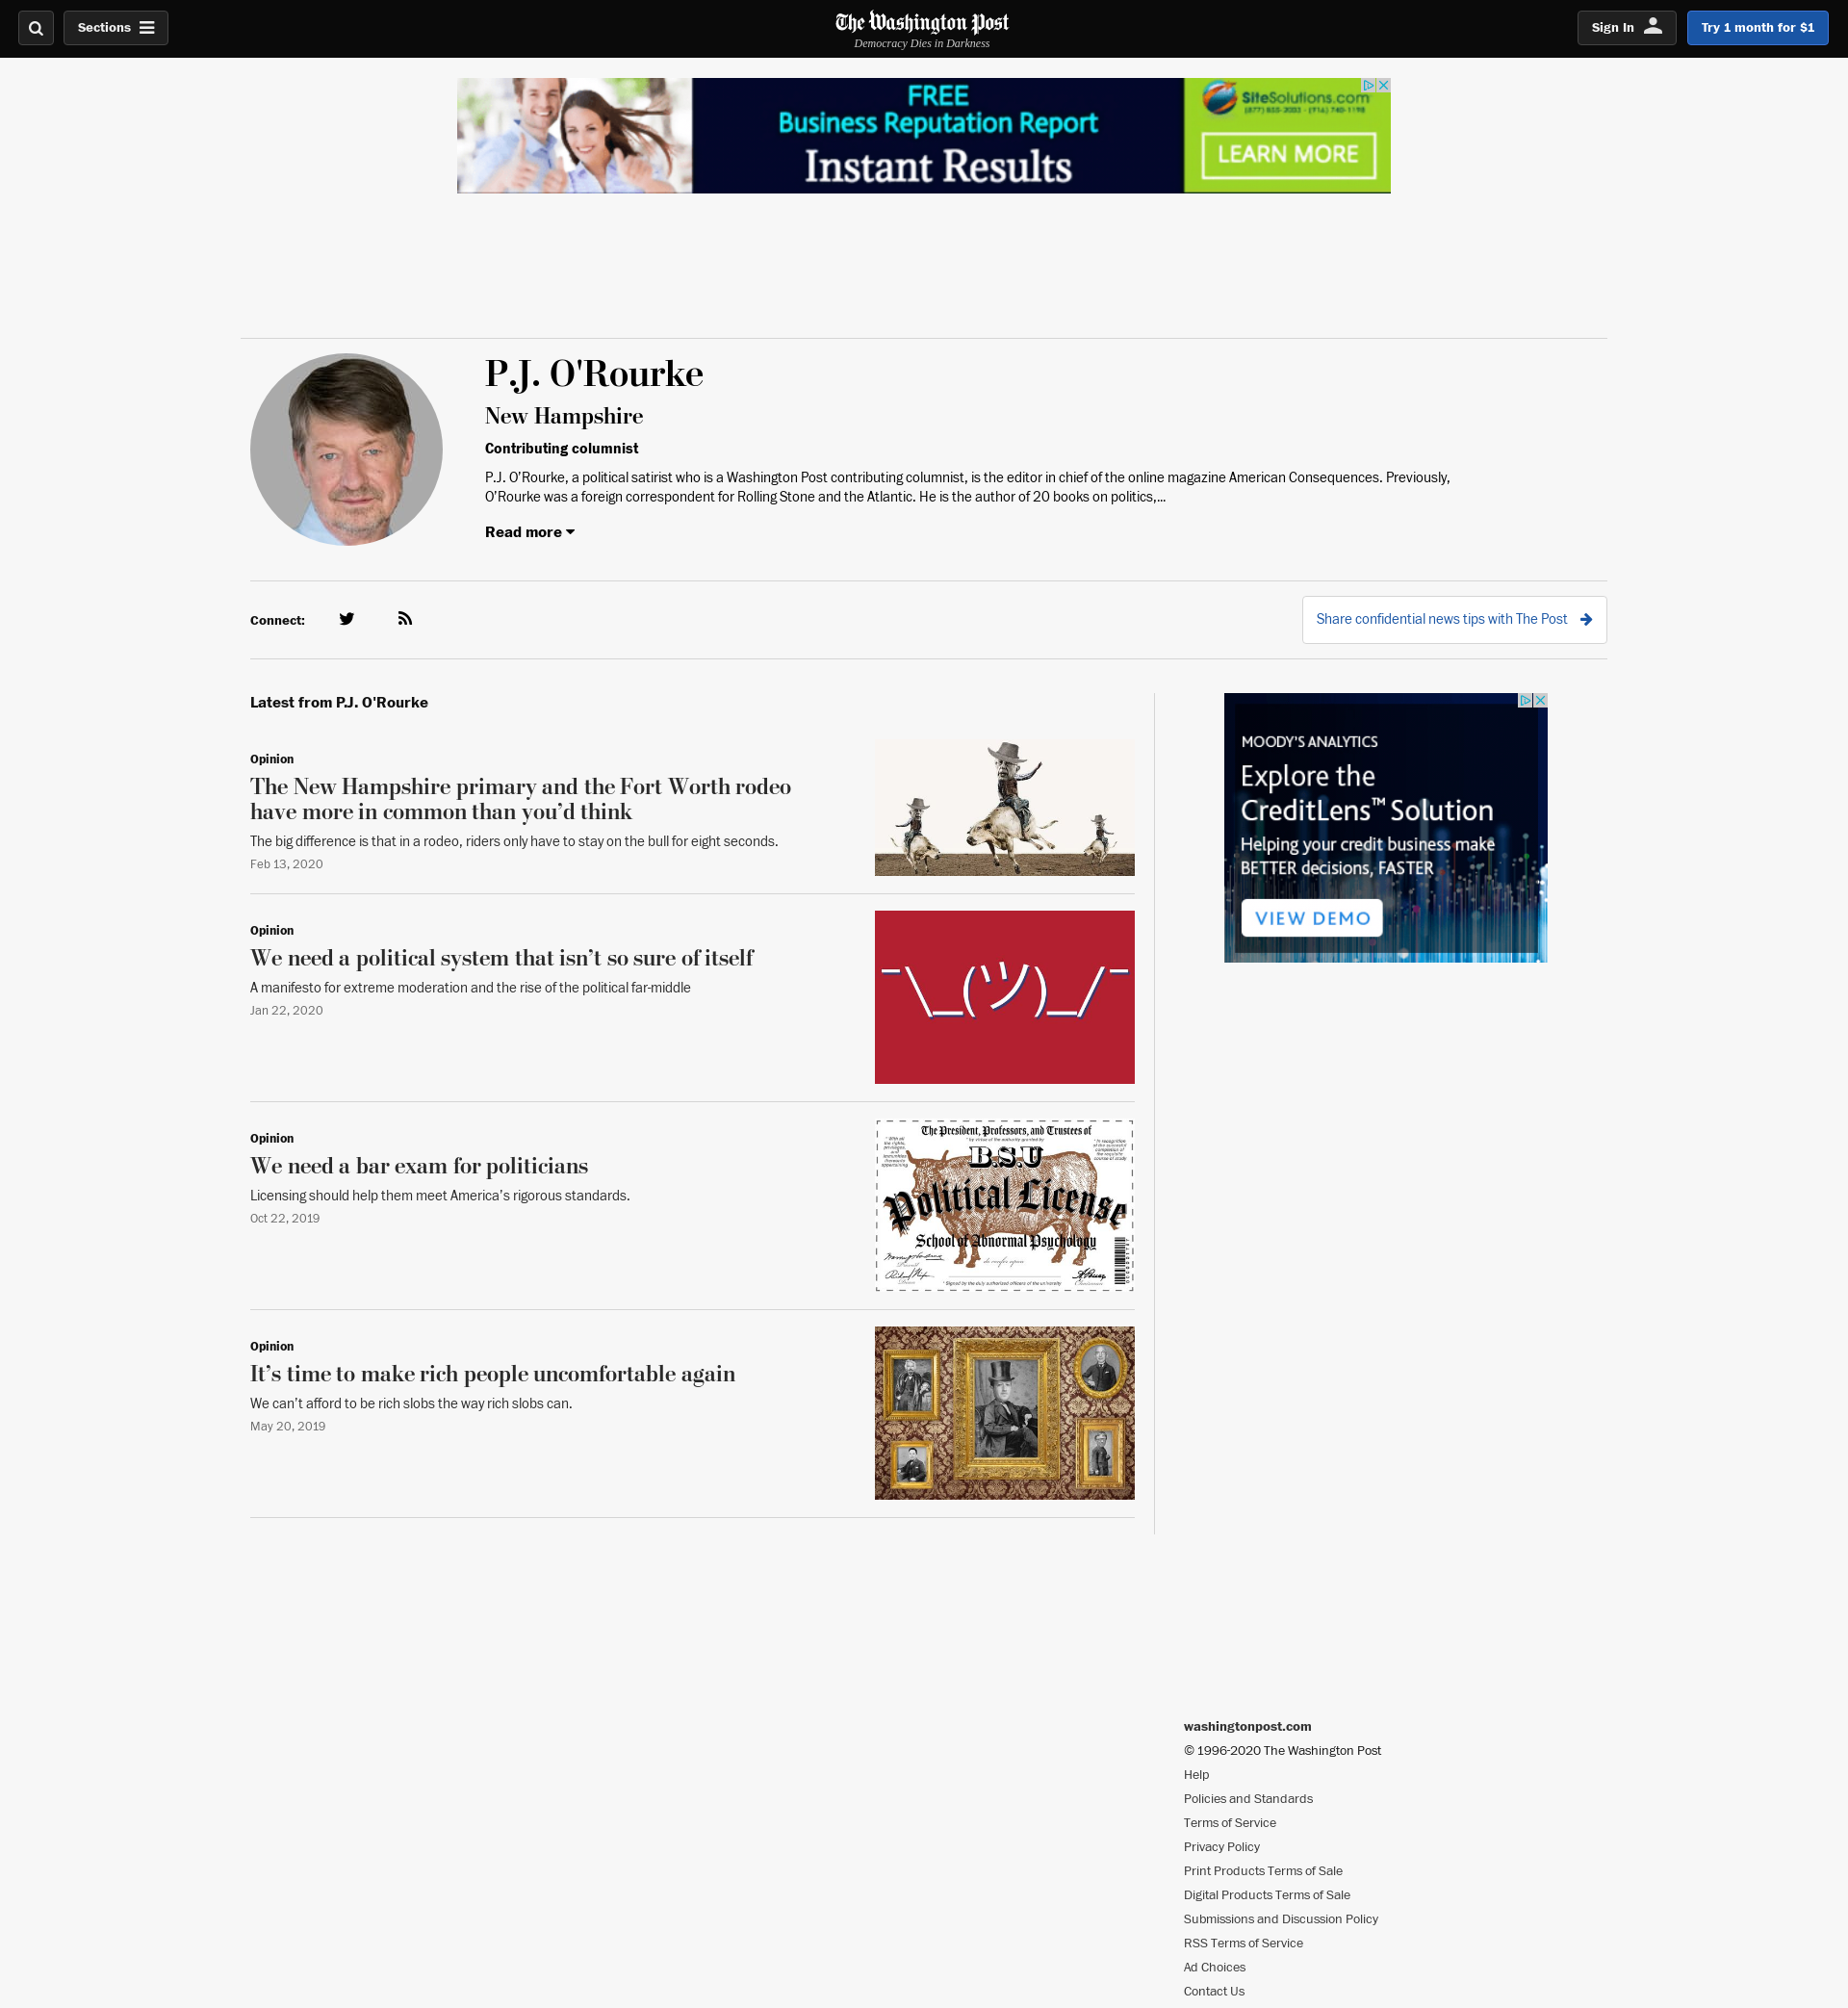 Sections
The Washington Post
Democracy Dies in Darkness
Sign In
Try 1 month for $1
FREE
Business Reputation Report
Instant Results
SiteSolutions.com
LEARN MORE
P.J. O'Rourke
New Hampshire
Contributing columnist
P.J. O’Rourke, a political satirist who is a Washington Post contributing columnist, is the editor in chief of the online magazine American Consequences. Previously,
O’Rourke was a foreign correspondent for Rolling Stone and the Atlantic. He is the author of 20 books on politics,...
Read more
Connect:
Share confidential news tips with The Post
Latest from P.J. O'Rourke
Opinion
The New Hampshire primary and the Fort Worth rodeo
have more in common than you’d think
The big difference is that in a rodeo, riders only have to stay on the bull for eight seconds.
Feb 13, 2020
MOODY'S ANALYTICS
Explore the
CreditLens™ Solution
Helping your credit business make
BETTER decisions, FASTER
VIEW DEMO
Opinion
We need a political system that isn’t so sure of itself
A manifesto for extreme moderation and the rise of the political far-middle
Jan 22, 2020
¯\_(ツ)_/¯
Opinion
We need a bar exam for politicians
Licensing should help them meet America’s rigorous standards.
Oct 22, 2019
The President, Professors, and Trustees of
B.S.U
Political License
School of Abnormal Psychology
Opinion
It’s time to make rich people uncomfortable again
We can’t afford to be rich slobs the way rich slobs can.
May 20, 2019
washingtonpost.com
© 1996-2020 The Washington Post
Help
Policies and Standards
Terms of Service
Privacy Policy
Print Products Terms of Sale
Digital Products Terms of Sale
Submissions and Discussion Policy
RSS Terms of Service
Ad Choices
Contact Us